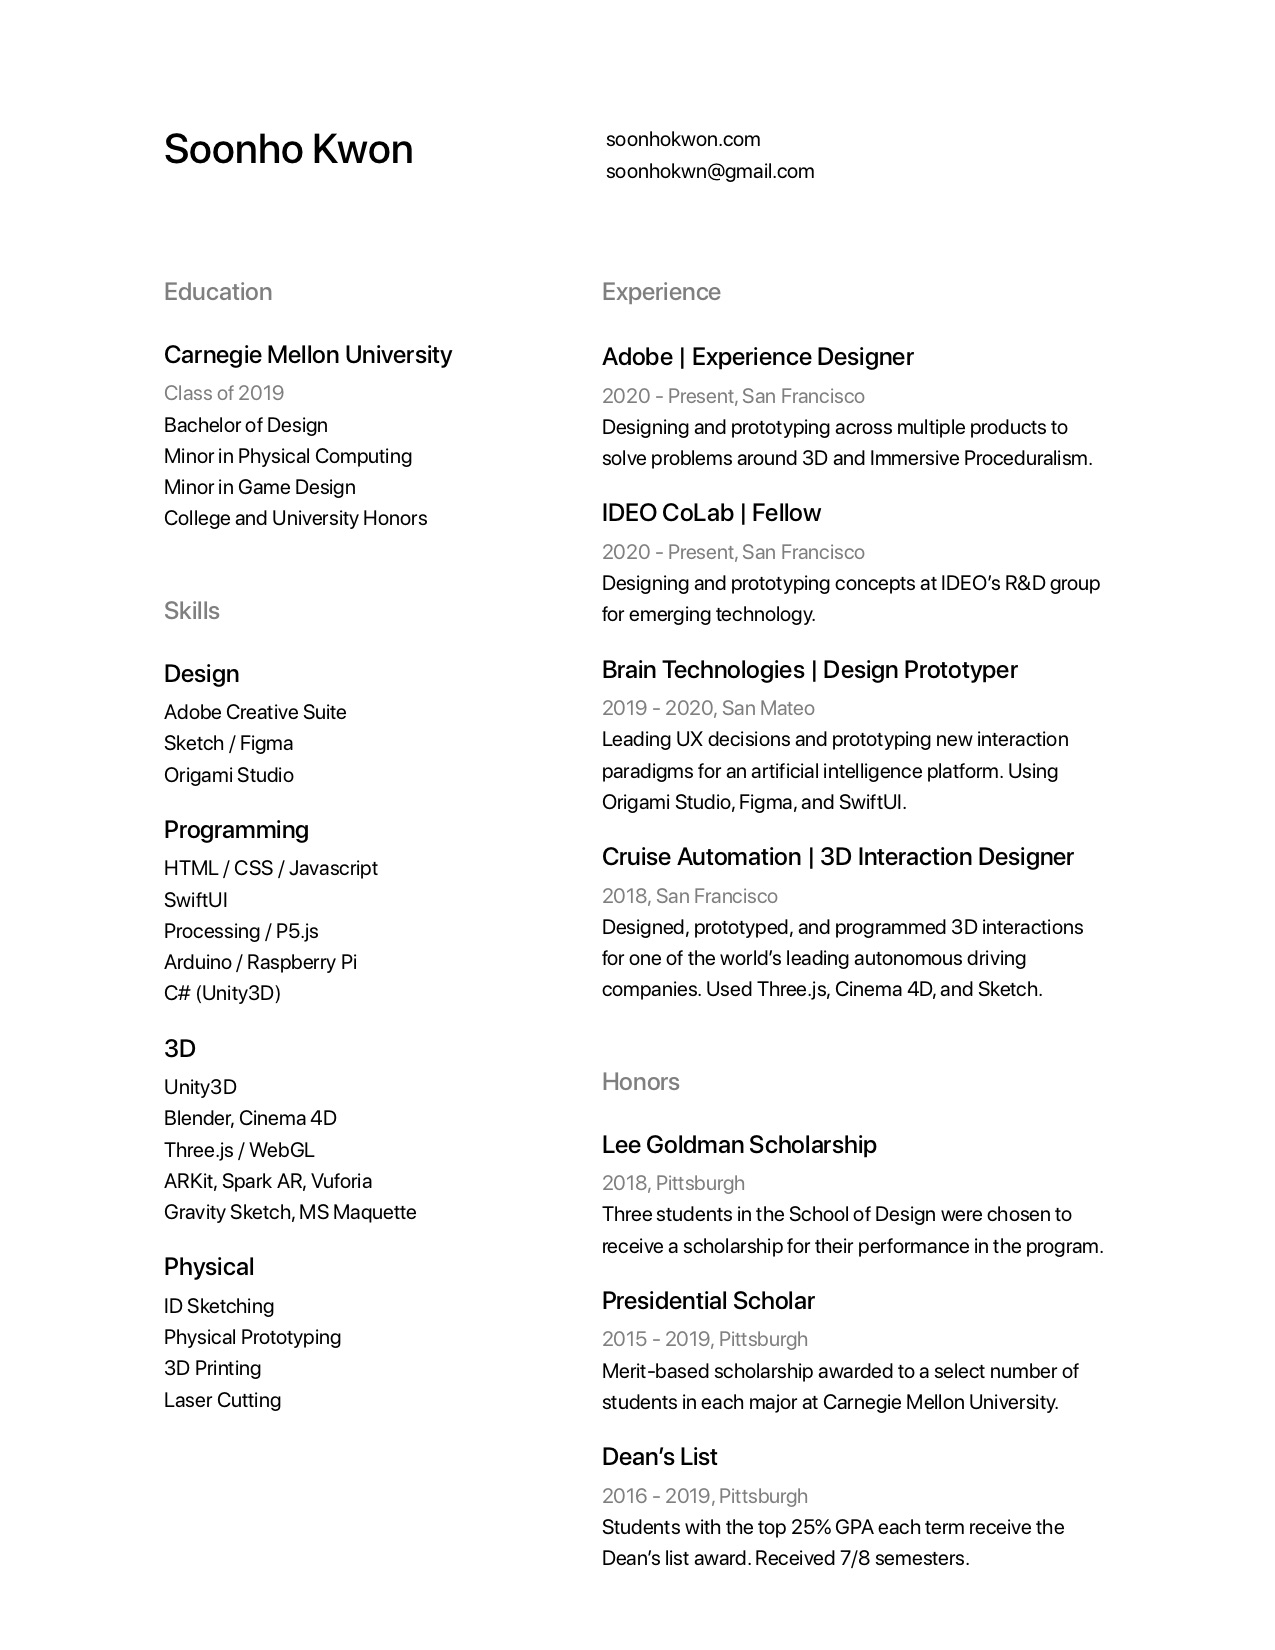 Soonho Kwon
soonhokwon.com
soonhokwn@gmail.com
Education
Carnegie Mellon University
Class of 2019
Bachelor of Design
Minor in Physical Computing
Minor in Game Design
College and University Honors
Skills
Design
Adobe Creative Suite
Sketch / Figma
Origami Studio
Programming
HTML / CSS / Javascript
SwiftUI
Processing / P5.js
Arduino / Raspberry Pi
C# (Unity3D)
3D
Unity3D
Blender, Cinema 4D
Three.js / WebGL
ARKit, Spark AR, Vuforia
Gravity Sketch, MS Maquette
Physical
ID Sketching
Physical Prototyping
3D Printing
Laser Cutting
Experience
Adobe | Experience Designer
2020 - Present, San Francisco
Designing and prototyping across multiple products to
solve problems around 3D and Immersive Proceduralism.
IDEO CoLab | Fellow
2020 - Present, San Francisco
Designing and prototyping concepts at IDEO’s R&D group
for emerging technology.
Brain Technologies | Design Prototyper
2019 - 2020, San Mateo
Leading UX decisions and prototyping new interaction
paradigms for an artificial intelligence platform. Using
Origami Studio, Figma, and SwiftUI.
Cruise Automation | 3D Interaction Designer
2018, San Francisco
Designed, prototyped, and programmed 3D interactions
for one of the world’s leading autonomous driving
companies. Used Three.js, Cinema 4D, and Sketch.
Honors
Lee Goldman Scholarship
2018, Pittsburgh
Three students in the School of Design were chosen to
receive a scholarship for their performance in the program.
Presidential Scholar
2015 - 2019, Pittsburgh
Merit-based scholarship awarded to a select number of
students in each major at Carnegie Mellon University.
Dean’s List
2016 - 2019, Pittsburgh
Students with the top 25% GPA each term receive the
Dean’s list award. Received 7/8 semesters.